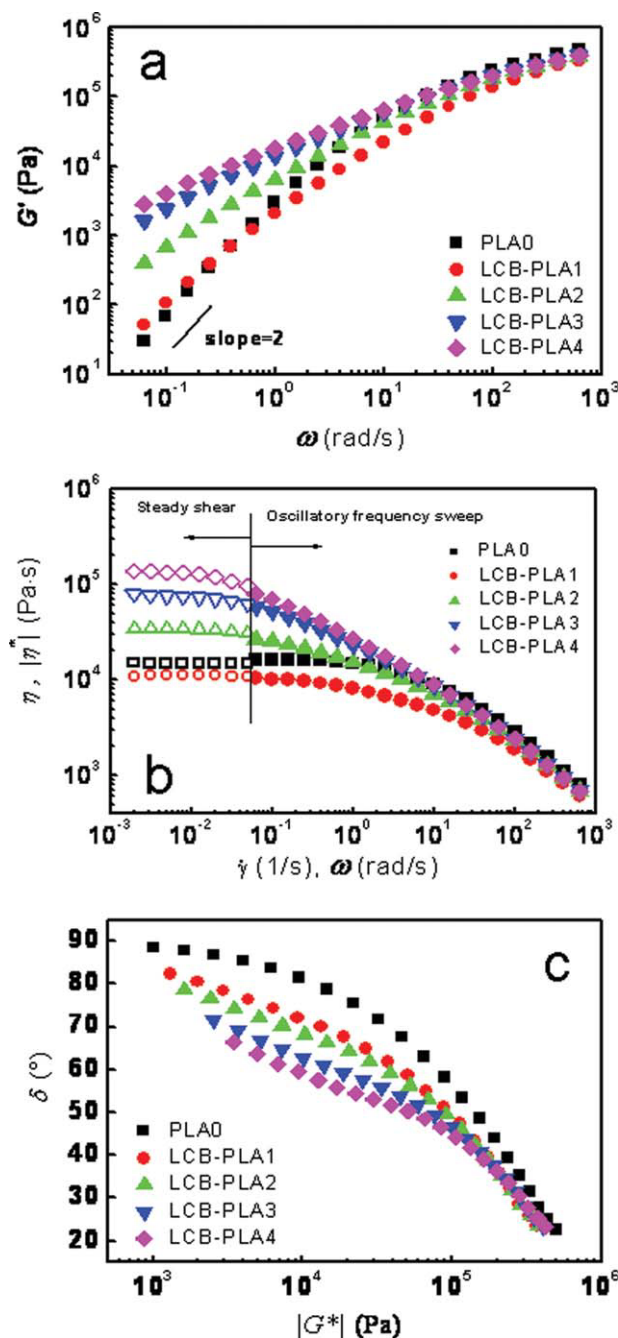 a
10⁶
10⁵
10⁴
10³
10²
10¹
G' (Pa)
PLA0
LCB-PLA1
LCB-PLA2
LCB-PLA3
LCB-PLA4
slope=2
10⁻¹
10⁰
10¹
10²
10³
ω (rad/s)
10⁶
10⁵
10⁴
10³
η , |η*| (Pa·s)
Steady shear
Oscillatory frequency sweep
PLA0
LCB-PLA1
LCB-PLA2
LCB-PLA3
LCB-PLA4
b
10⁻³
10⁻²
10⁻¹
10⁰
10¹
10²
10³
γ̇ (1/s), ω (rad/s)
c
90
80
70
60
50
40
30
20
δ (°)
PLA0
LCB-PLA1
LCB-PLA2
LCB-PLA3
LCB-PLA4
10³
10⁴
10⁵
10⁶
|G*| (Pa)